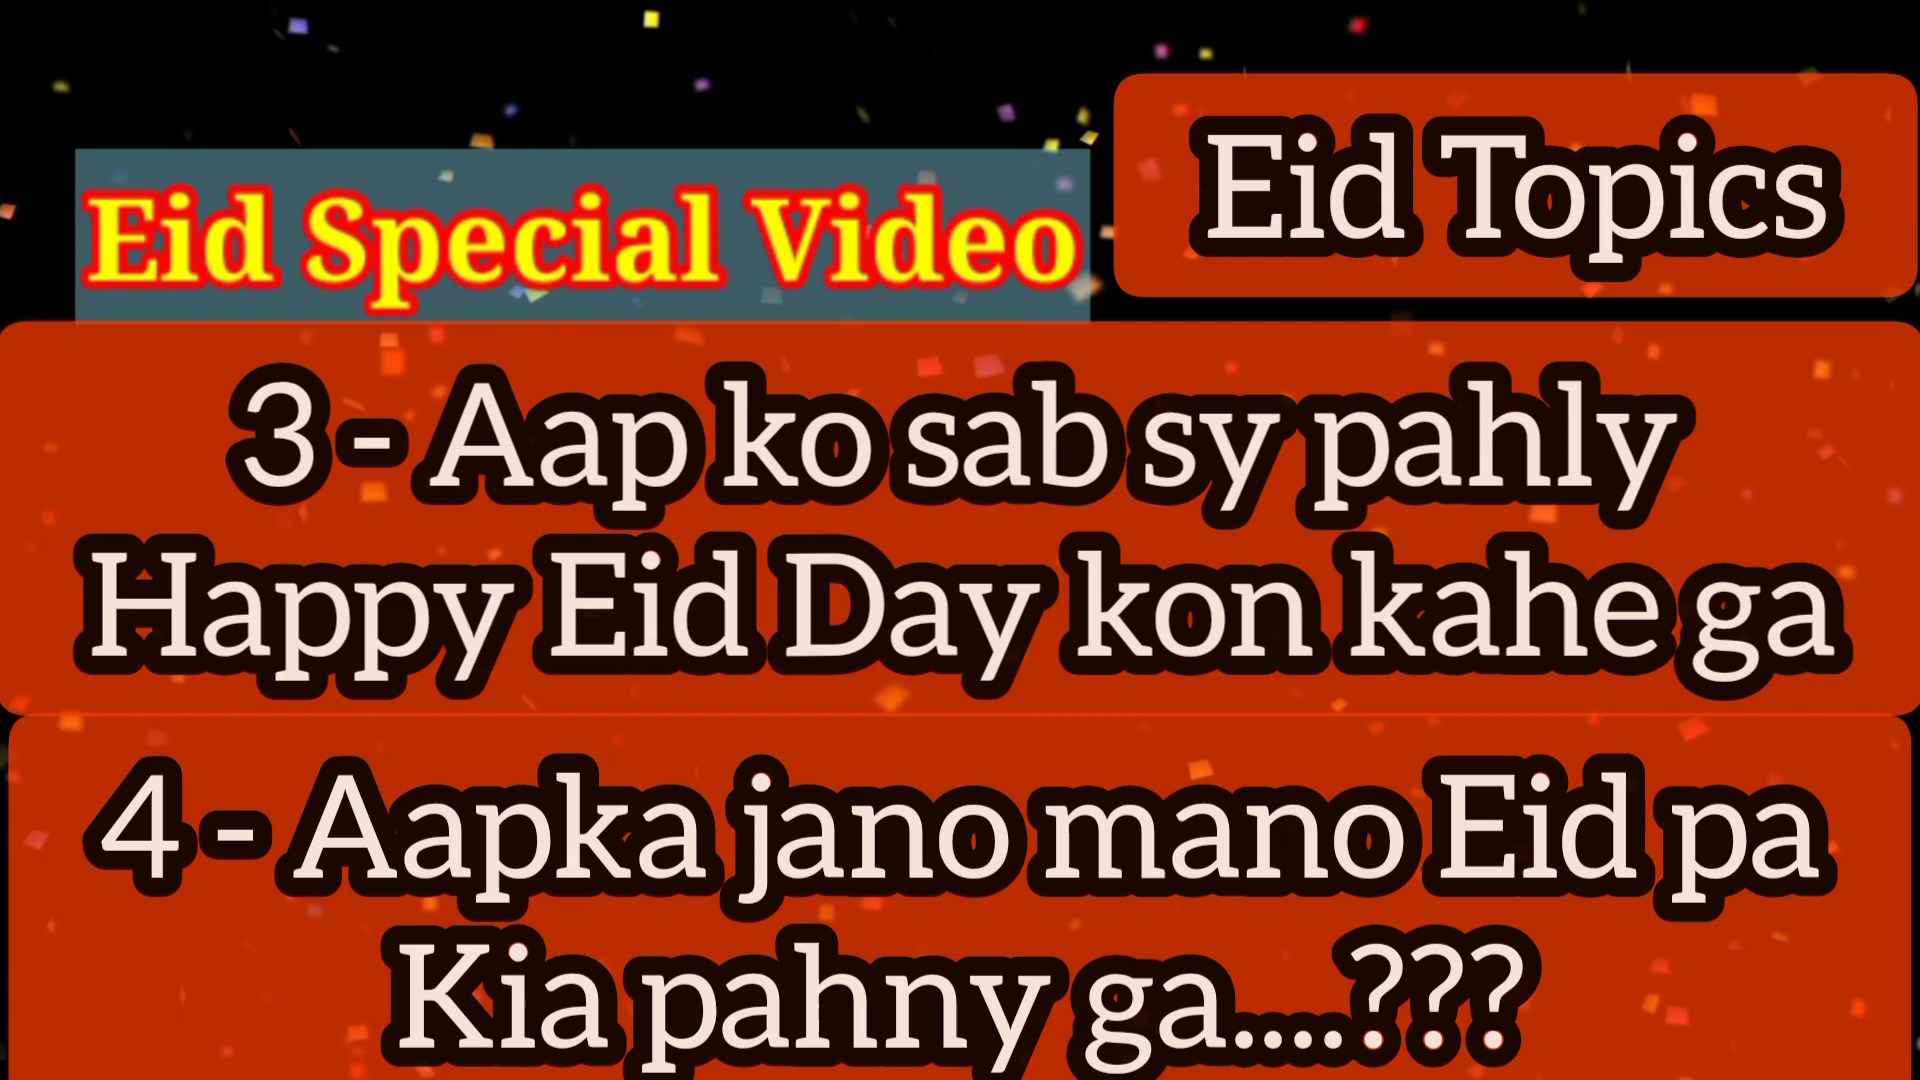 Eid Special Video
Eid Topics
3 - Aap ko sab sy pahly
Happy Eid Day kon kahe ga
4 - Aapka jano mano Eid pa
Kia pahny ga....???